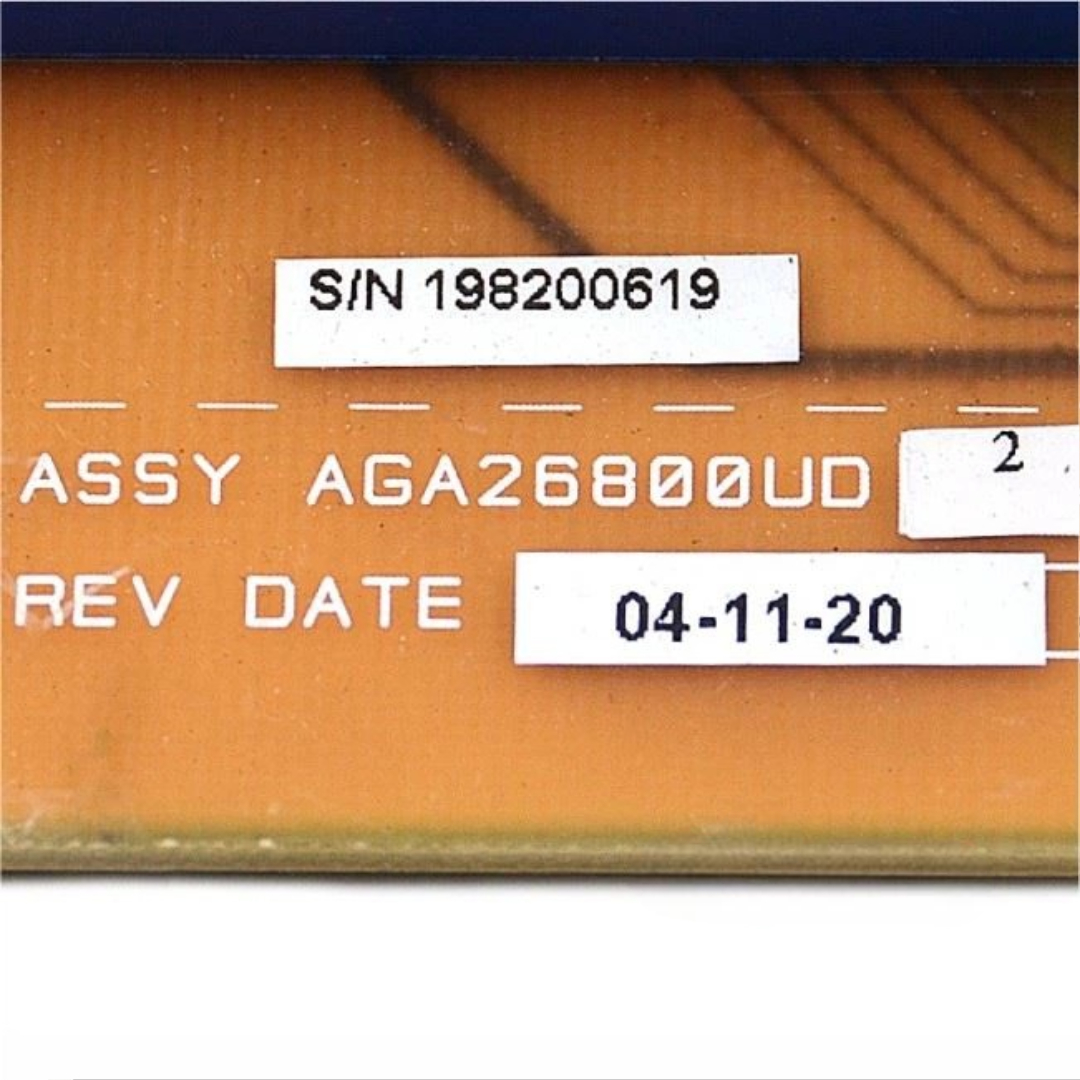 S/N 198200619
ASSY AGA26800UD 2
REV DATE 04-11-20